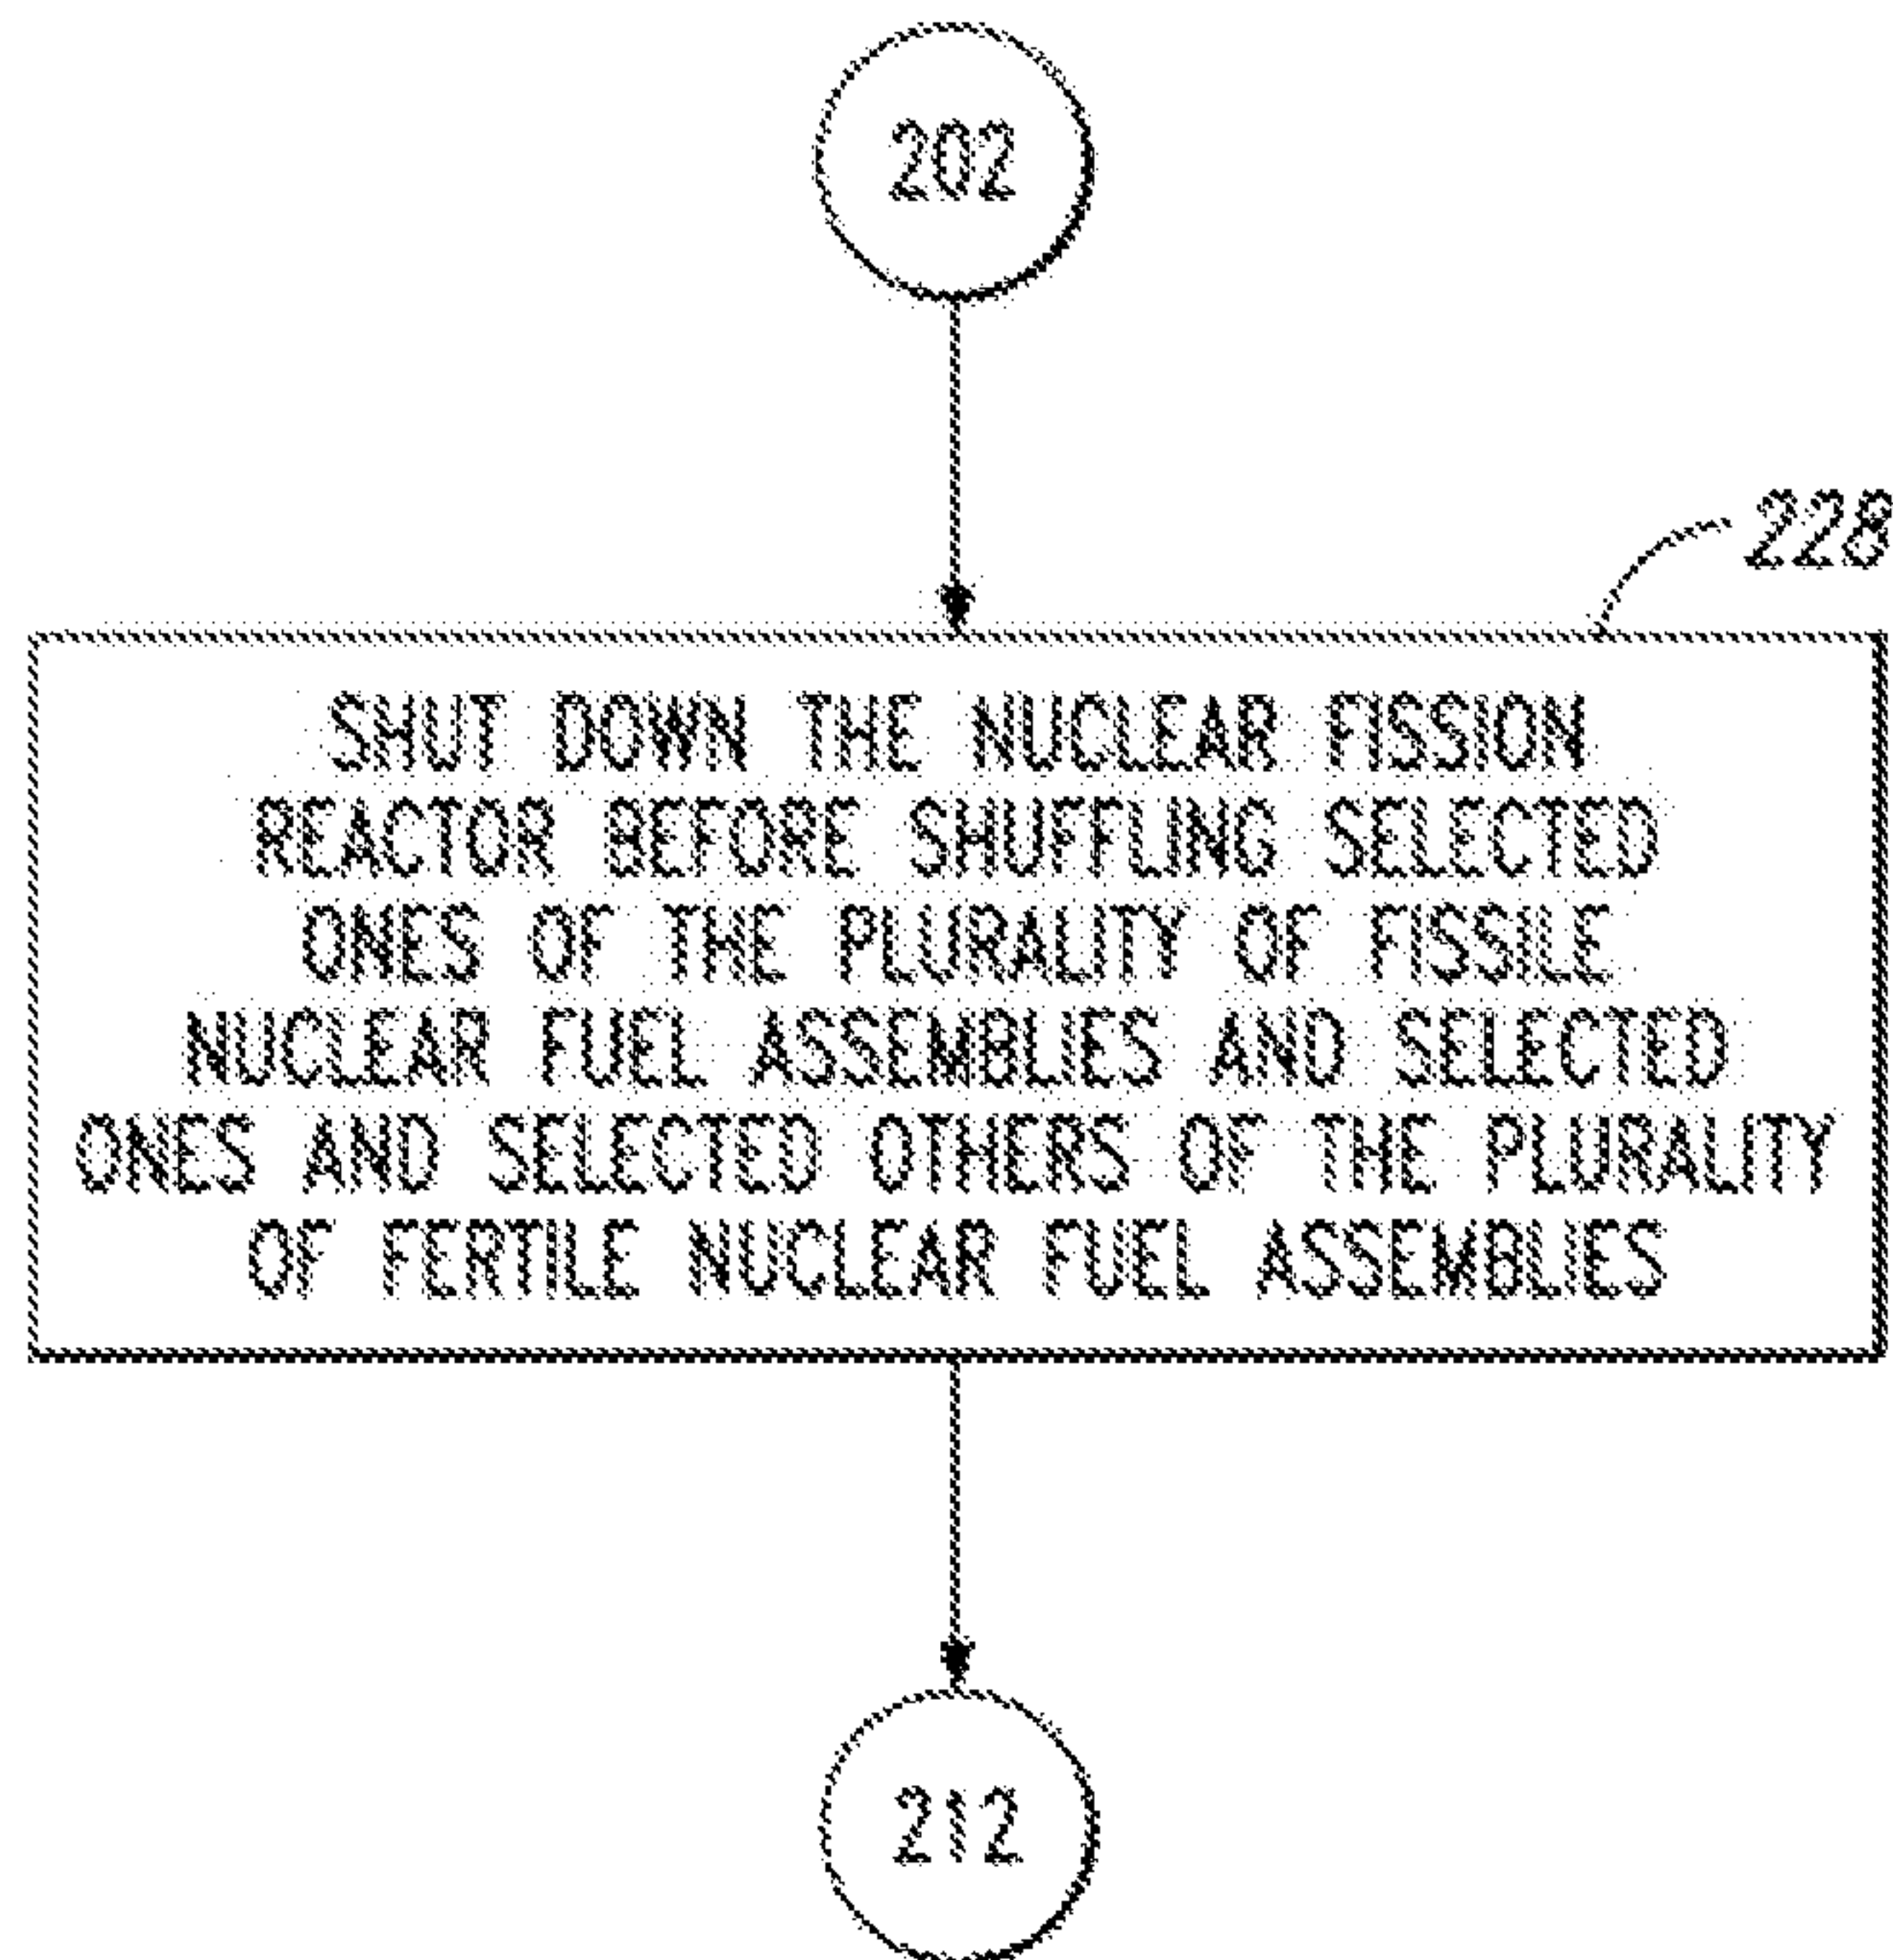 202
228
SHUT DOWN THE NUCLEAR FISSION
REACTOR BEFORE SHUFFLING SELECTED
ONES OF THE PLURALITY OF FISSILE
NUCLEAR FUEL ASSEMBLIES AND SELECTED
ONES AND SELECTED OTHERS OF THE PLURALITY
OF FERTILE NUCLEAR FUEL ASSEMBLIES
212